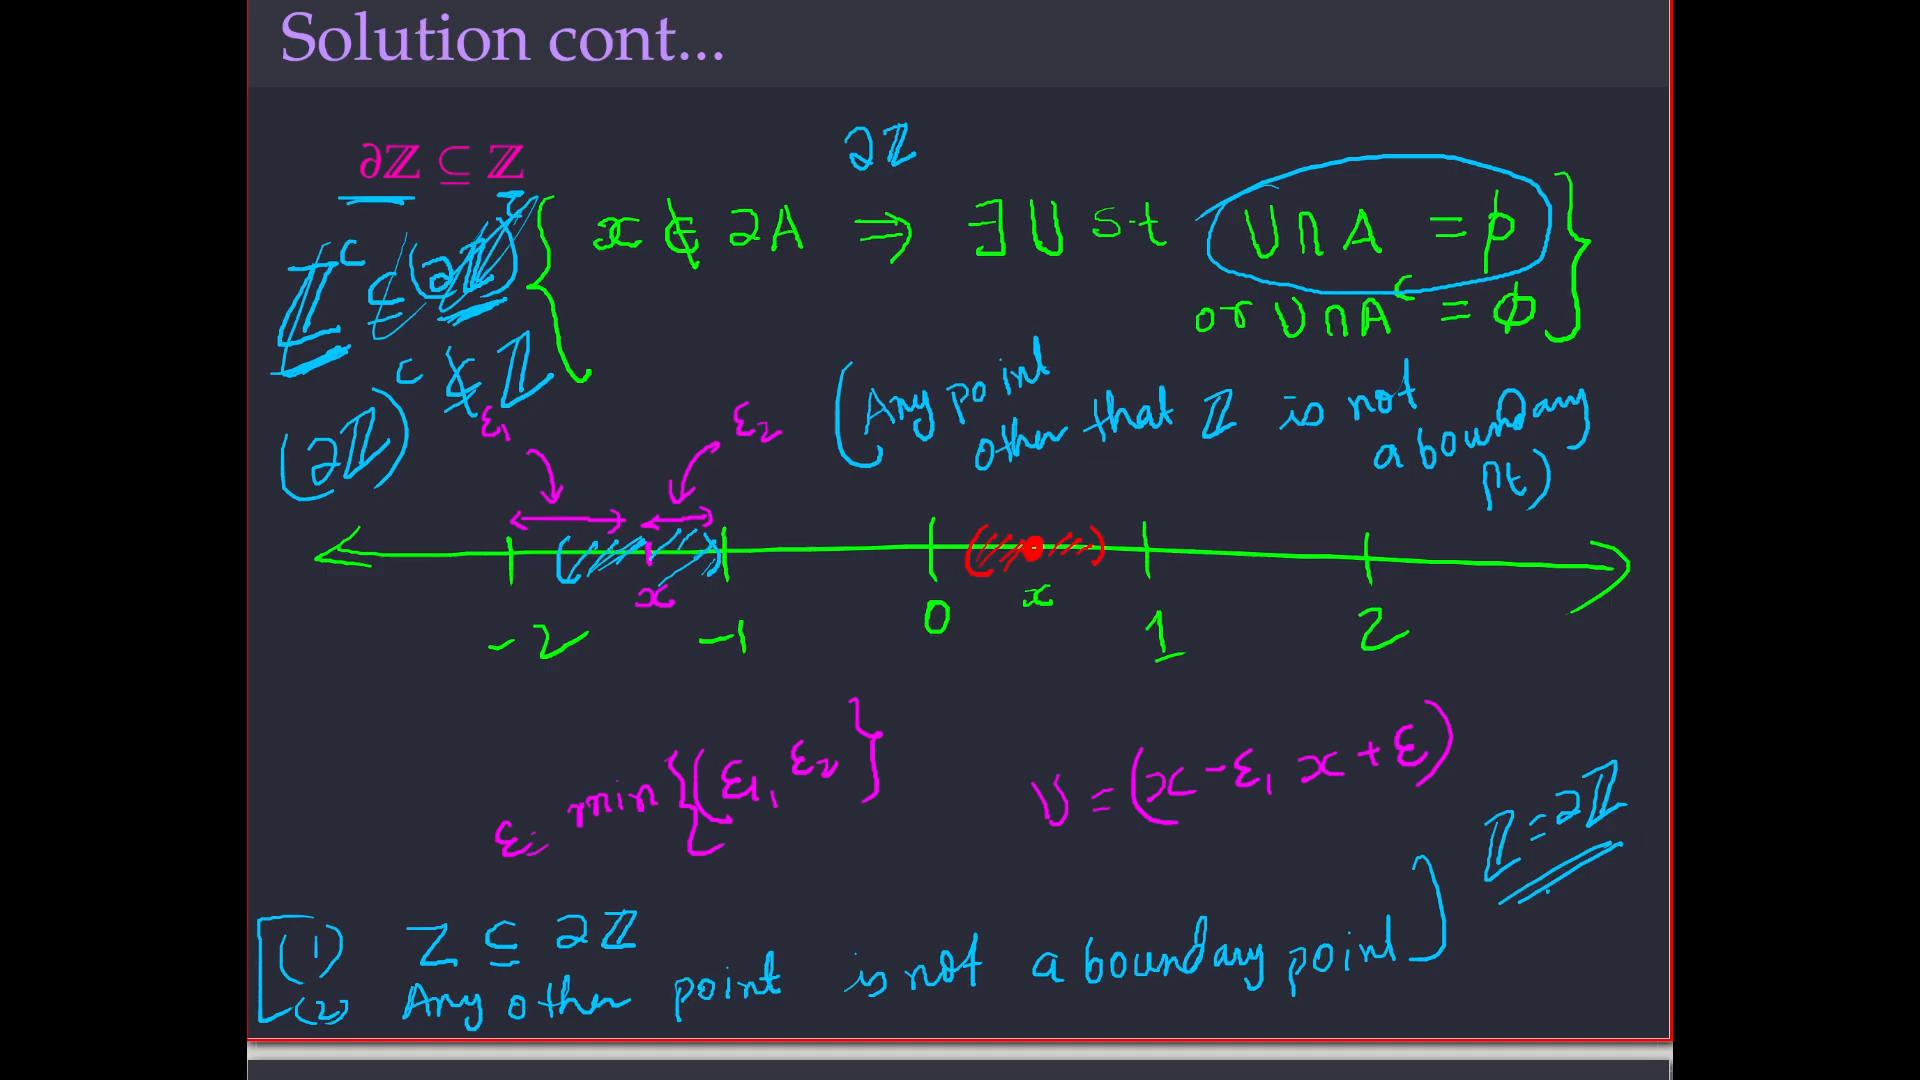 Solution cont...
∂ℤ
∂ℤ ⊆ ℤ
x ∉ ∂A ⇒ ∃ U s.t U∩A = ϕ
or U∩A^c = ϕ
ℤ^c
(∂ℤ)^c ⊄ ℤ
(Any point
other that ℤ is not
a boundary
pt)
ε1 ε2
x x
-2 -1 0 1 2
ε = min{(ε1, ε2}
U = (x-ε, x+ε)
ℤ = ∂ℤ
(1) Z ⊆ ∂ℤ
(2) Any other point is not a boundary point